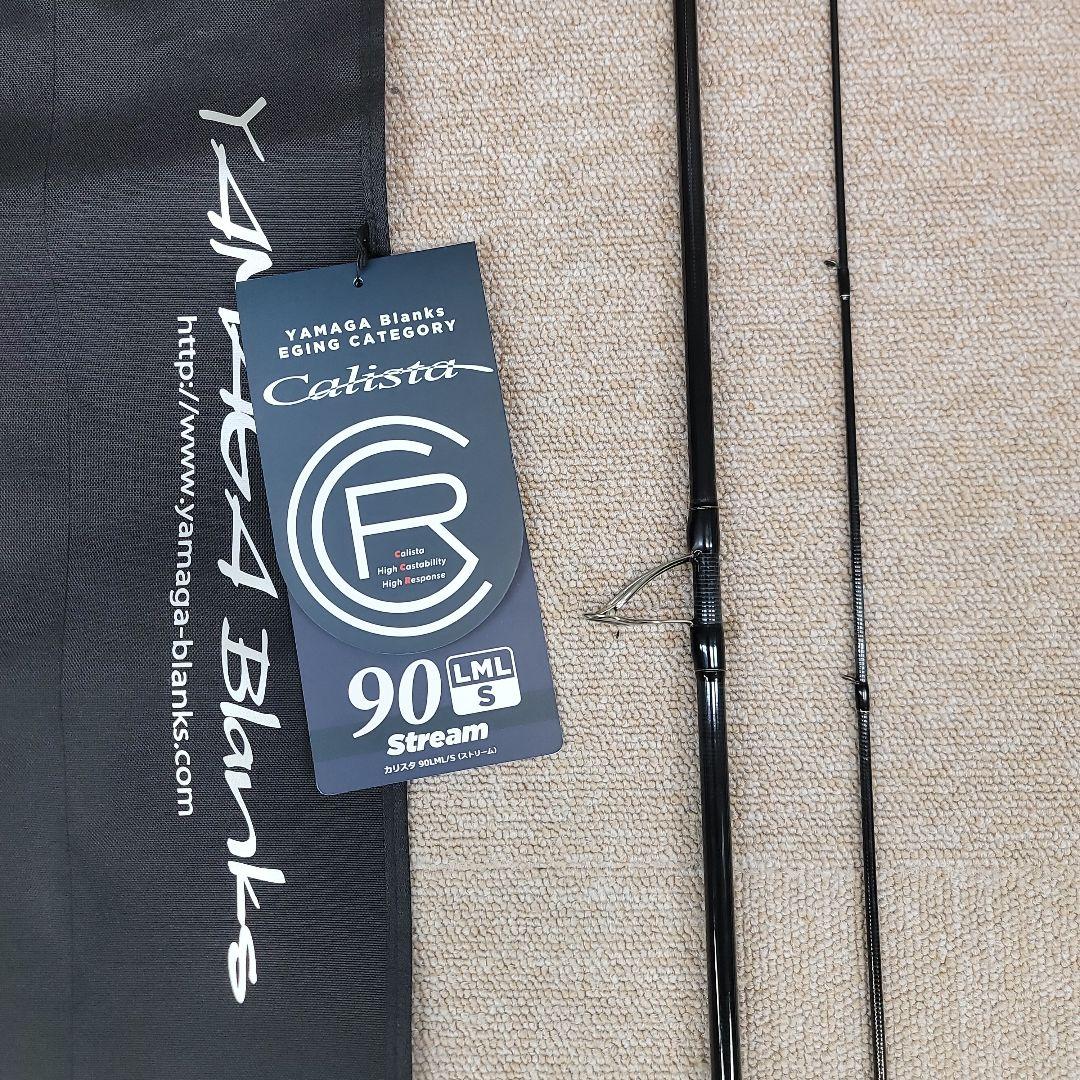 YAMAGA Blanks
http://www.yamaga-blanks.com
YAMAGA Blanks
EGING CATEGORY
Calista
CCR
Calista
High Castability
High Response
90 LML
S
Stream
カリスタ 90LML/S (ストリーム)